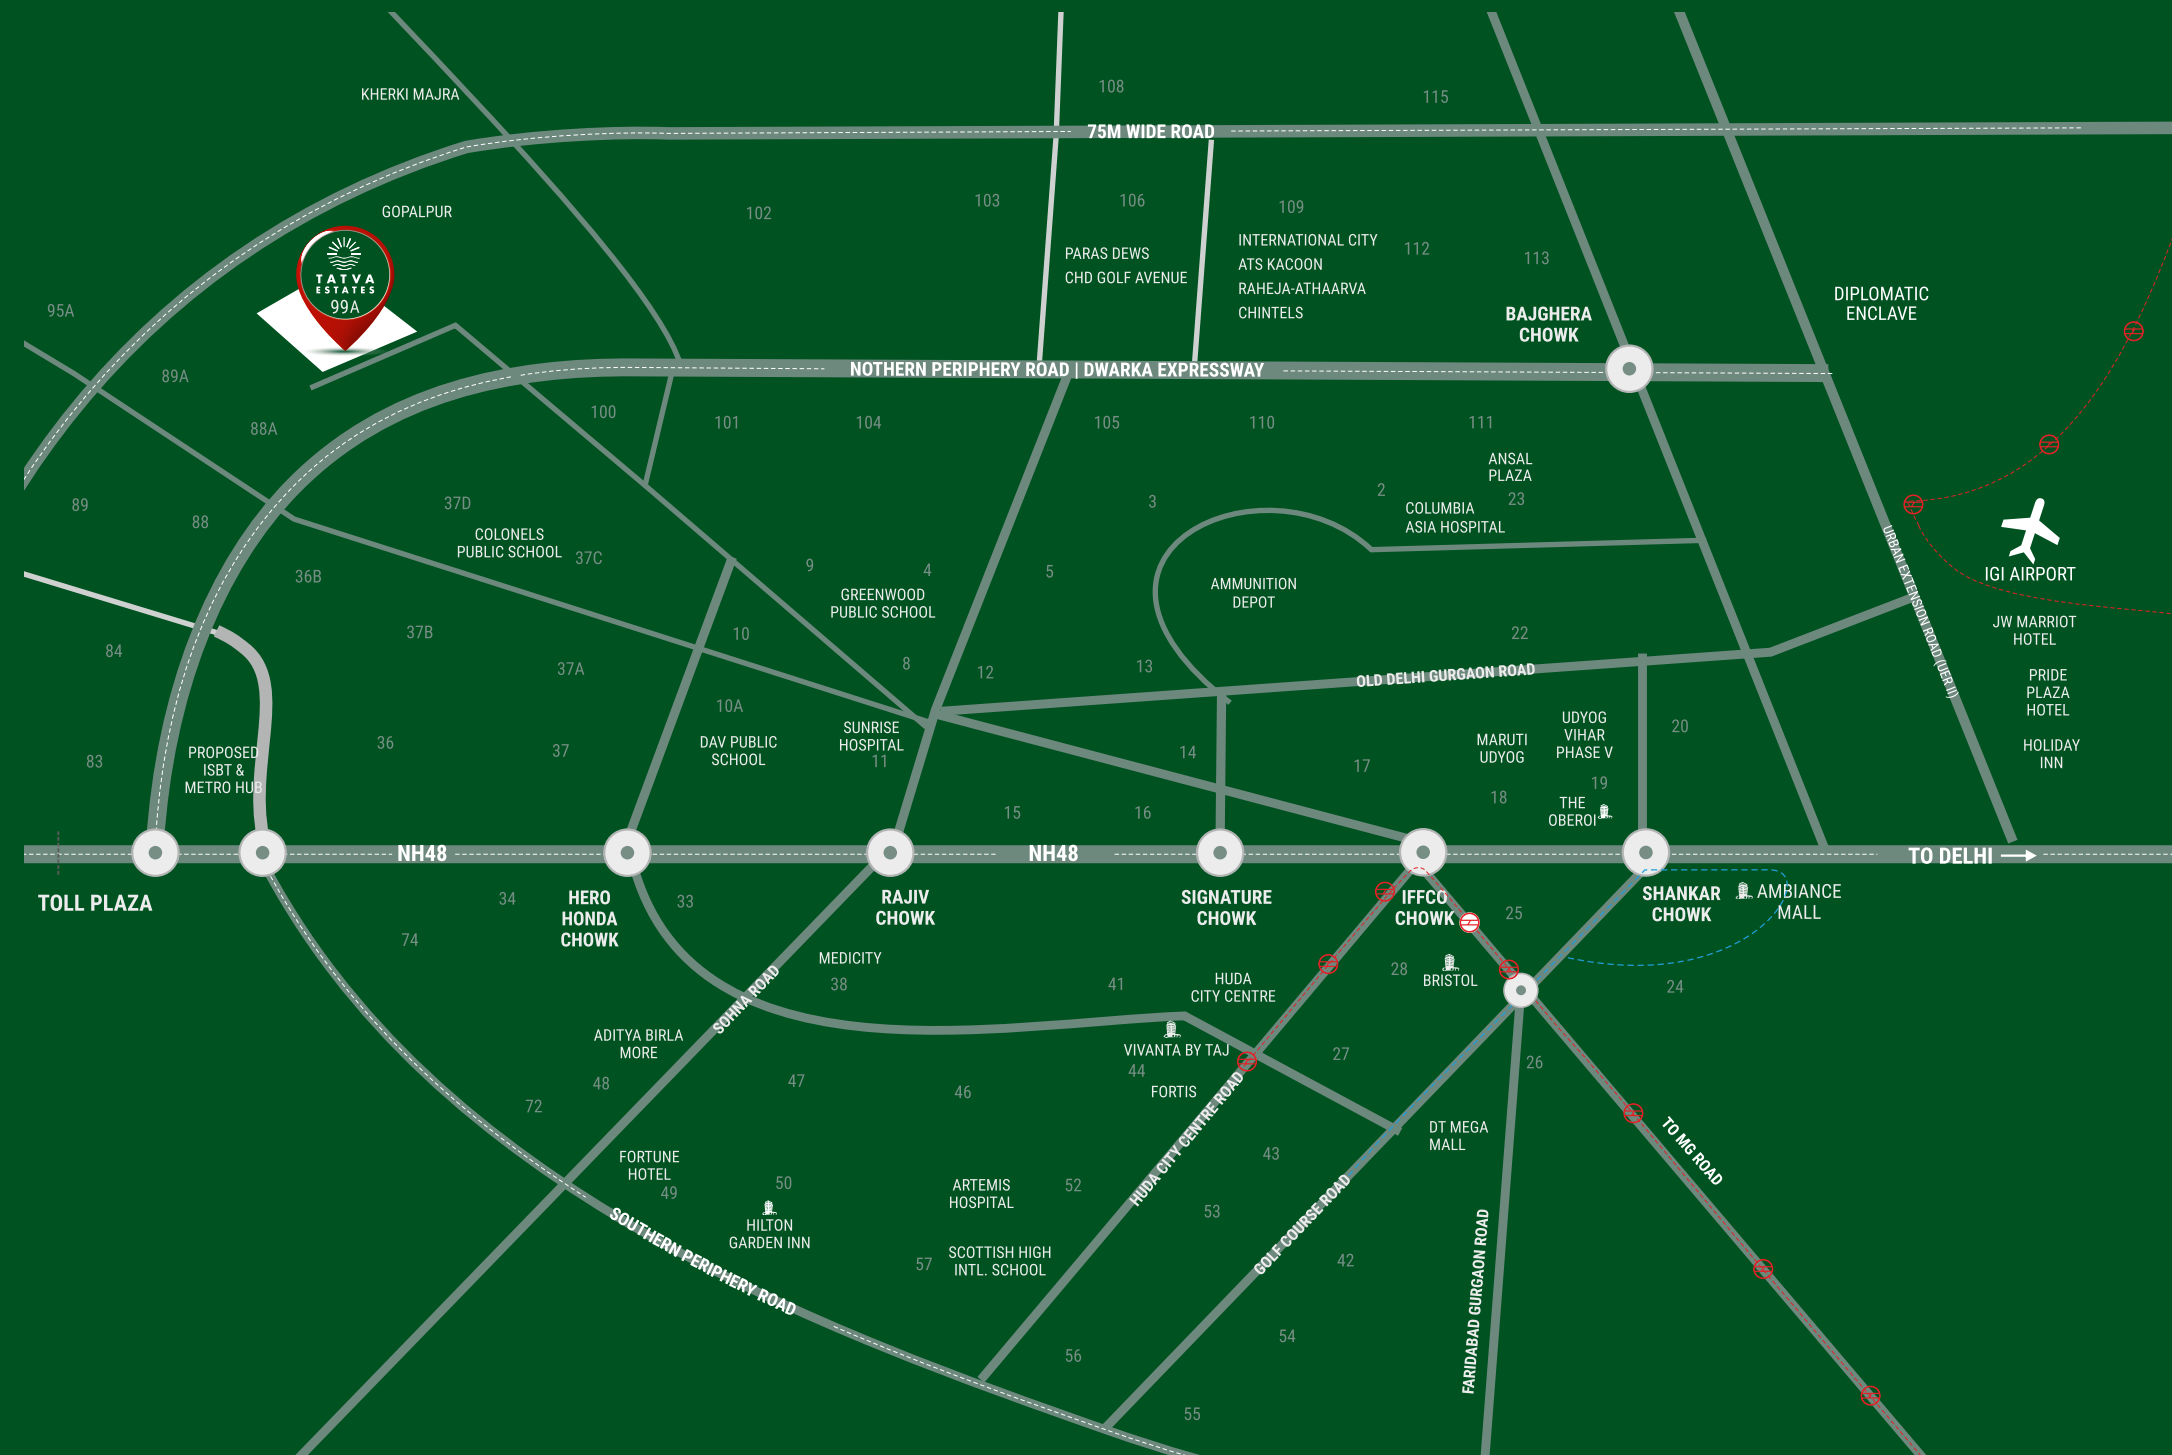 KHERKI MAJRA
108
115
75M WIDE ROAD
GOPALPUR
102
103
106
109
INTERNATIONAL CITY
ATS KACOON
RAHEJA-ATHAARVA
CHINTELS
112
113
PARAS DEWS
CHD GOLF AVENUE
TATVA
ESTATES
99A
95A
89A
88A
BAJGHERA
CHOWK
DIPLOMATIC
ENCLAVE
NOTHERN PERIPHERY ROAD | DWARKA EXPRESSWAY
100
101
104
105
110
111
ANSAL
PLAZA
23
2
COLUMBIA
ASIA HOSPITAL
3
89
88
37D
COLONELS
PUBLIC SCHOOL
37C
36B
9
4
5
GREENWOOD
PUBLIC SCHOOL
AMMUNITION
DEPOT
URBAN EXTENSION ROAD (UER II)
IGI AIRPORT
JW MARRIOT
HOTEL
PRIDE
PLAZA
HOTEL
HOLIDAY
INN
84
37B
37A
10
8
12
13
22
OLD DELHI GURGAON ROAD
10A
DAV PUBLIC
SCHOOL
SUNRISE
HOSPITAL
11
83
PROPOSED
ISBT &
METRO HUB
36
37
14
17
MARUTI
UDYOG
UDYOG
VIHAR
PHASE V
20
19
18
THE
OBEROI
15
16
NH48
NH48
TO DELHI
TOLL PLAZA
HERO
HONDA
CHOWK
RAJIV
CHOWK
SIGNATURE
CHOWK
IFFCO
CHOWK
SHANKAR
CHOWK
AMBIANCE
MALL
34
33
25
74
MEDICITY
38
41
HUDA
CITY CENTRE
28
BRISTOL
24
SOHNA ROAD
ADITYA BIRLA
MORE
48
47
46
VIVANTA BY TAJ
44
FORTIS
27
26
72
HUDA CITY CENTRE ROAD
43
DT MEGA
MALL
TO MG ROAD
FORTUNE
HOTEL
49
50
HILTON
GARDEN INN
ARTEMIS
HOSPITAL
52
53
GOLF COURSE ROAD
SOUTHERN PERIPHERY ROAD
57
SCOTTISH HIGH
INTL. SCHOOL
42
FARIDABAD GURGAON ROAD
54
56
55